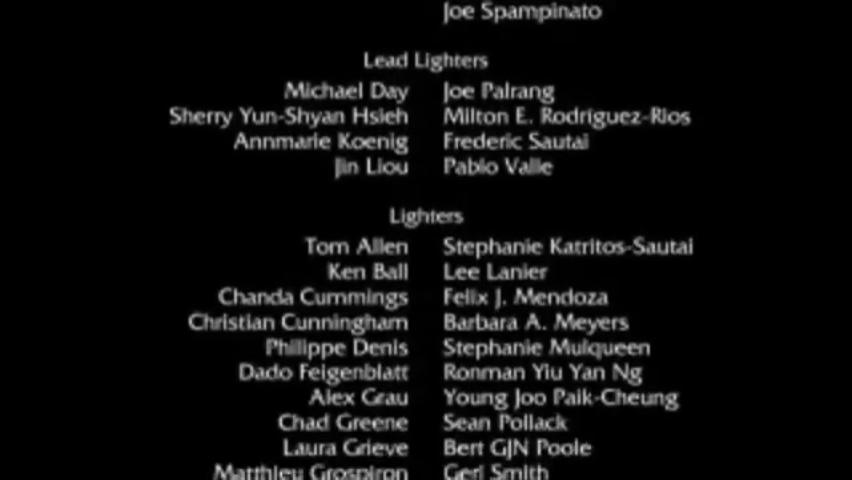 Joe Spampinato
Lead Lighters
Michael Day Joe Palrang
Sherry Yun-Shyan Hsieh Milton E. Rodríguez-Rios
Annmarie Koenig Frederic Sautai
Jin Liou Pablo Valle
Lighters
Tom Allen Stephanie Katritos-Sautai
Ken Ball Lee Lanier
Chanda Cummings Felix J. Mendoza
Christian Cunningham Barbara A. Meyers
Philippe Denis Stephanie Mulqueen
Dado Feigenblatt Ronman Yiu Yan Ng
Alex Grau Young Joo Paik-Cheung
Chad Greene Sean Pollack
Laura Grieve Bert GJN Poole
Matthieu Grospiron Geri Smith